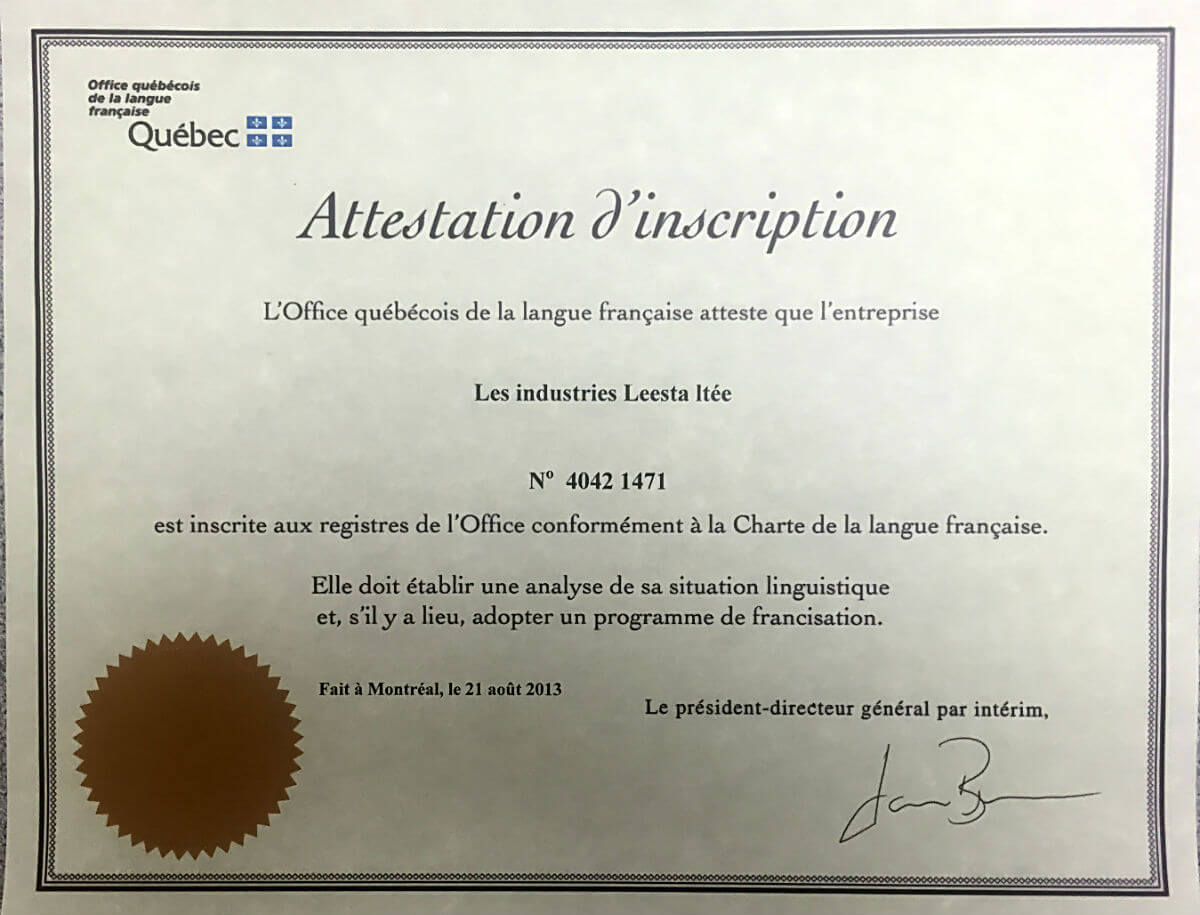 Office québécois
de la langue
française
Québec
Attestation d'inscription
L'Office québécois de la langue française atteste que l'entreprise
Les industries Leesta ltée
Nº 4042 1471
est inscrite aux registres de l'Office conformément à la Charte de la langue française.
Elle doit établir une analyse de sa situation linguistique
et, s'il y a lieu, adopter un programme de francisation.
Fait à Montréal, le 21 août 2013
Le président-directeur général par intérim,